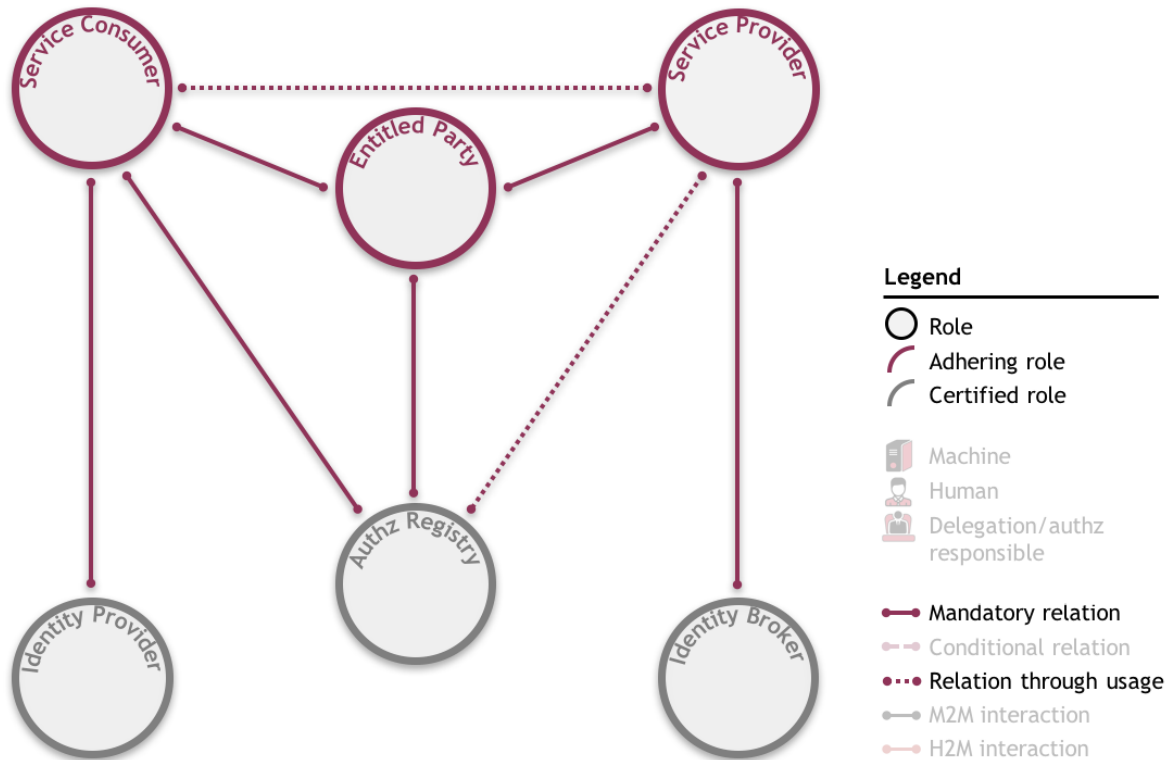 Service Consumer
Service Provider
Entitled Party
Authz Registry
Identity Provider
Identity Broker
Legend
Role
Adhering role
Certified role
Machine
Human
Delegation/authz
responsible
Mandatory relation
Conditional relation
Relation through usage
M2M interaction
H2M interaction